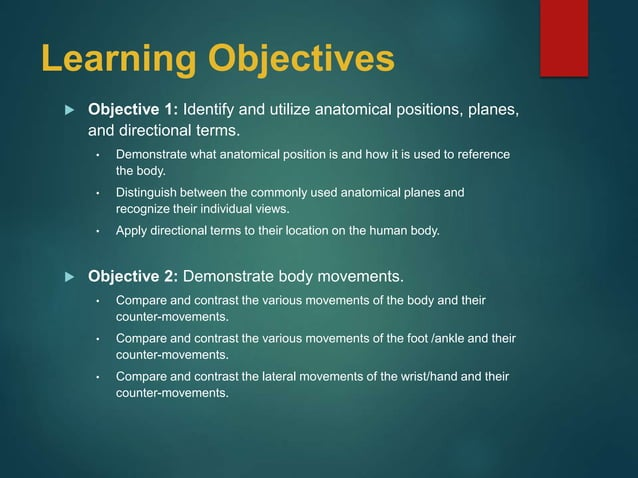 Learning Objectives
Objective 1: Identify and utilize anatomical positions, planes,
and directional terms.
Demonstrate what anatomical position is and how it is used to reference
the body.
Distinguish between the commonly used anatomical planes and
recognize their individual views.
Apply directional terms to their location on the human body.
Objective 2: Demonstrate body movements.
Compare and contrast the various movements of the body and their
counter-movements.
Compare and contrast the various movements of the foot /ankle and their
counter-movements.
Compare and contrast the lateral movements of the wrist/hand and their
counter-movements.